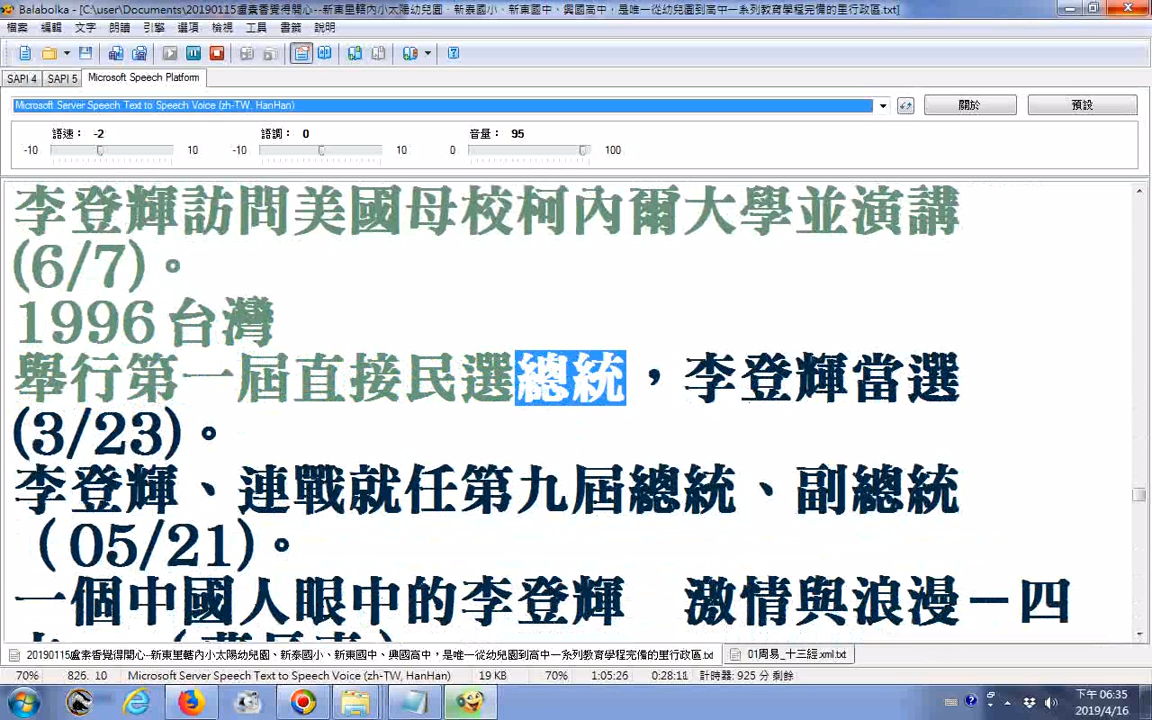 Balabolka - [C:\user\Documents\20190115盧素香覺得開心--新東里轄內小太陽幼兒園、新泰國小、新東國中、興國高中，是唯一從幼兒園到高中一系列教育學程完備的里行政區.txt]
檔案 編輯 文字 朗讀 引擎 選項 檢視 工具 書籤 說明
SAPI 4 SAPI 5 Microsoft Speech Platform
Microsoft Server Speech Text to Speech Voice (zh-TW, HanHan) 關於 預設
語速： -2 語調： 0 音量： 95
-10 10 -10 10 0 100
李登輝訪問美國母校柯內爾大學並演講
(6/7)。
1996台灣
舉行第一屆直接民選總統，李登輝當選
(3/23)。
李登輝、連戰就任第九屆總統、副總統
（05/21)。
一個中國人眼中的李登輝　激情與浪漫－四
20190115盧素香覺得開心--新東里轄內小太陽幼兒園、新泰國小、新東國中、興國高中，是唯一從幼兒園到高中一系列教育學程完備的里行政區.txt 01周易_十三經.xml.txt
70% 826. 10 Microsoft Server Speech Text to Speech Voice (zh-TW, HanHan) 19 KB 70% 1:05:26 0:28:11 計時器: 925 分 剩餘
下午 06:35
2019/4/16